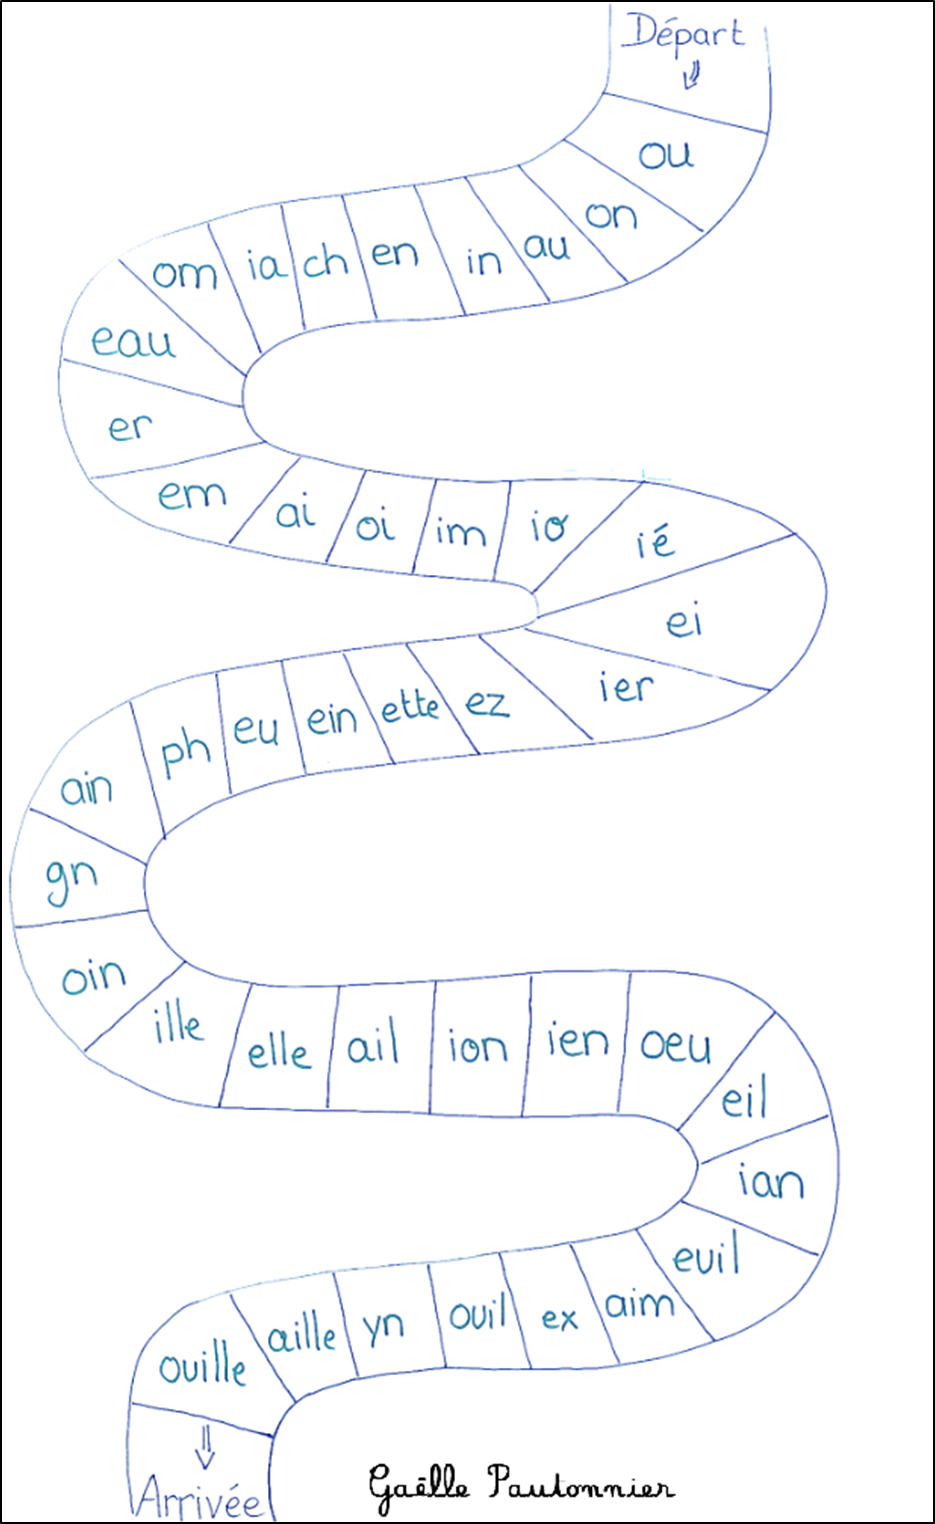 Départ
ou
on
au
in
en
ch
ia
om
eau
er
em
ai
oi
im
io
ié
ei
ier
ez
ette
ein
eu
ph
ain
gn
oin
ille
elle
ail
ion
ien
oeu
eil
ian
euil
aim
ex
ouil
yn
aille
ouille
Arrivée
Gaëlle Pautonnier